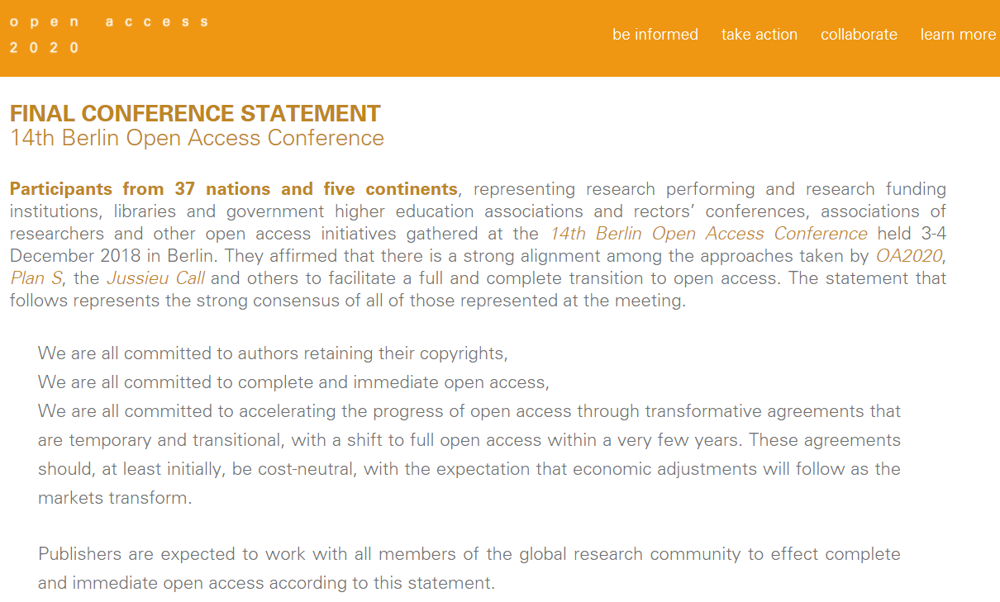 open access
2020
be informed take action collaborate learn more
FINAL CONFERENCE STATEMENT
14th Berlin Open Access Conference
Participants from 37 nations and five continents, representing research performing and research funding
institutions, libraries and government higher education associations and rectors’ conferences, associations of
researchers and other open access initiatives gathered at the 14th Berlin Open Access Conference held 3-4
December 2018 in Berlin. They affirmed that there is a strong alignment among the approaches taken by OA2020,
Plan S, the Jussieu Call and others to facilitate a full and complete transition to open access. The statement that
follows represents the strong consensus of all of those represented at the meeting.
We are all committed to authors retaining their copyrights,
We are all committed to complete and immediate open access,
We are all committed to accelerating the progress of open access through transformative agreements that
are temporary and transitional, with a shift to full open access within a very few years. These agreements
should, at least initially, be cost-neutral, with the expectation that economic adjustments will follow as the
markets transform.
Publishers are expected to work with all members of the global research community to effect complete
and immediate open access according to this statement.